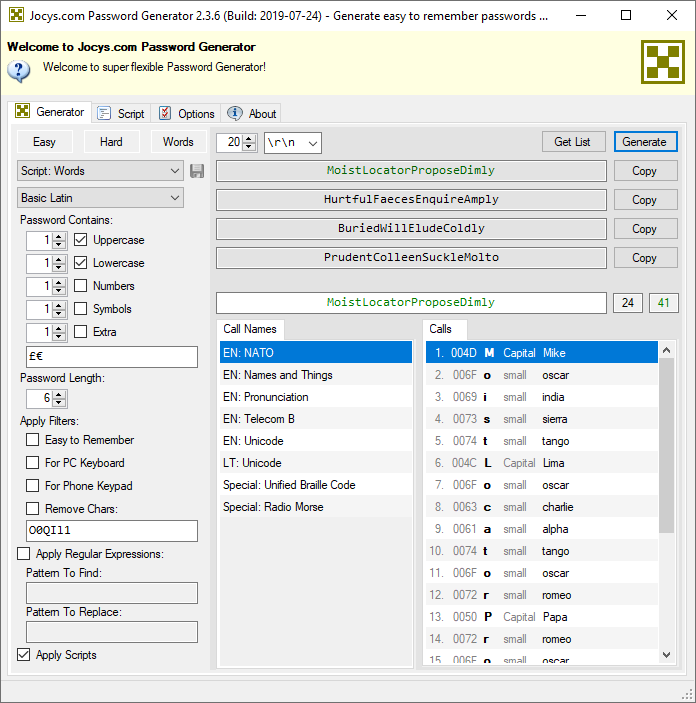 Jocys.com Password Generator 2.3.6 (Build: 2019-07-24) - Generate easy to remember passwords ...
Welcome to Jocys.com Password Generator
Welcome to super flexible Password Generator!
Generator Script Options About
Easy Hard Words
Script: Words
Basic Latin
Password Contains:
1 Uppercase
1 Lowercase
1 Numbers
1 Symbols
1 Extra
£€
Password Length:
6
Apply Filters:
Easy to Remember
For PC Keyboard
For Phone Keypad
Remove Chars:
O0QIl1
Apply Regular Expressions:
Pattern To Find:
Pattern To Replace:
Apply Scripts
20 \r\n Get List Generate
MoistLocatorProposeDimly Copy
HurtfulFaecesEnquireAmply Copy
BuriedWillEludeColdly Copy
PrudentColleenSuckleMolto Copy
MoistLocatorProposeDimly 24 41
Call Names
EN: NATO
EN: Names and Things
EN: Pronunciation
EN: Telecom B
EN: Unicode
LT: Unicode
Special: Unified Braille Code
Special: Radio Morse
Calls
1. 004D M Capital Mike
2. 006F o small oscar
3. 0069 i small india
4. 0073 s small sierra
5. 0074 t small tango
6. 004C L Capital Lima
7. 006F o small oscar
8. 0063 c small charlie
9. 0061 a small alpha
10. 0074 t small tango
11. 006F o small oscar
12. 0072 r small romeo
13. 0050 P Capital Papa
14. 0072 r small romeo
15. 006F o small oscar